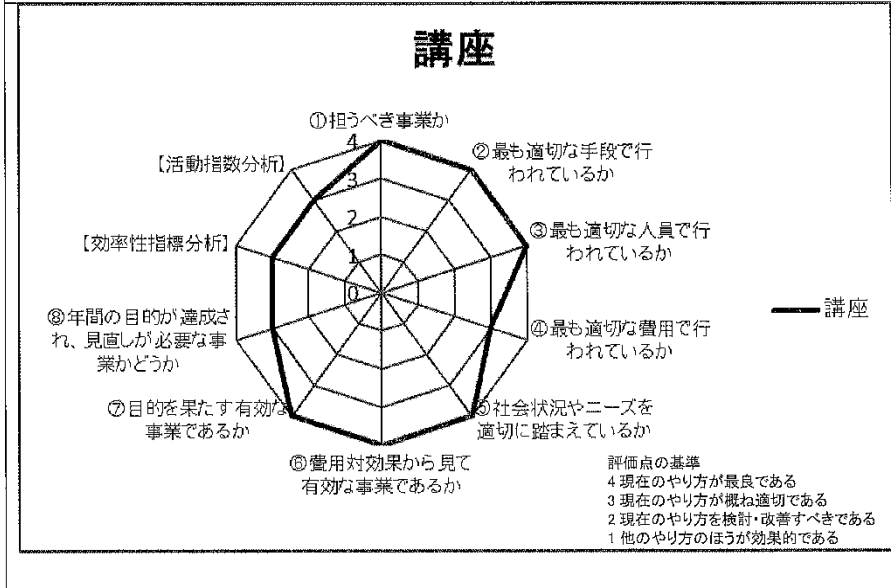 講座
①担うべき事業か
②最も適切な手段で行
われているか
③最も適切な人員で行
われているか
④最も適切な費用で行
われているか
⑤社会状況やニーズを
適切に踏まえているか
⑥費用対効果から見て
有効な事業であるか
⑦目的を果たす有効な
事業であるか
⑧年間の目的が達成さ
れ、見直しが必要な事
業かどうか
【効率性指標分析】
【活動指数分析】
4
3
2
1
0
講座
評価点の基準
4 現在のやり方が最良である
3 現在のやり方が概ね適切である
2 現在のやり方を検討・改善すべきである
1 他のやり方のほうが効果的である